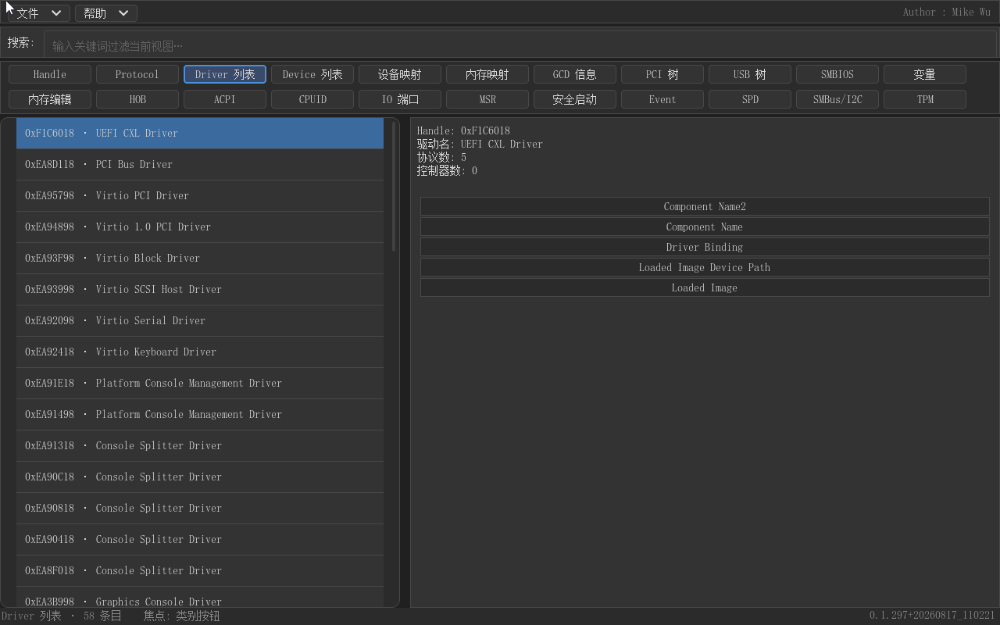 文件 帮助 Author : Mike Wu
搜索: 输入关键词过滤当前视图…
Handle Protocol Driver 列表 Device 列表 设备映射 内存映射 GCD 信息 PCI 树 USB 树 SMBIOS 变量
内存编辑 HOB ACPI CPUID IO 端口 MSR 安全启动 Event SPD SMBus/I2C TPM
0xF1C6018 · UEFI CXL Driver
0xEA8D118 · PCI Bus Driver
0xEA95798 · Virtio PCI Driver
0xEA94898 · Virtio 1.0 PCI Driver
0xEA93F98 · Virtio Block Driver
0xEA93998 · Virtio SCSI Host Driver
0xEA92098 · Virtio Serial Driver
0xEA92418 · Virtio Keyboard Driver
0xEA91E18 · Platform Console Management Driver
0xEA91498 · Platform Console Management Driver
0xEA91318 · Console Splitter Driver
0xEA90C18 · Console Splitter Driver
0xEA90818 · Console Splitter Driver
0xEA90418 · Console Splitter Driver
0xEA8F018 · Console Splitter Driver
0xEA3B998 · Graphics Console Driver
Handle: 0xF1C6018
驱动名: UEFI CXL Driver
协议数: 5
控制器数: 0
Component Name2
Component Name
Driver Binding
Loaded Image Device Path
Loaded Image
Driver 列表 · 58 条目 焦点: 类别按钮 0.1.297+20260817_110221